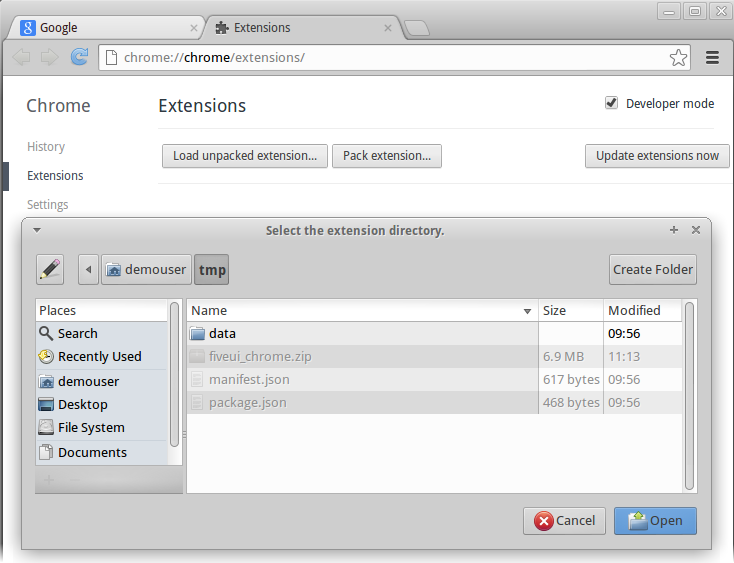 Google
Extensions
chrome://chrome/extensions/
Chrome
Extensions
Developer mode
History
Load unpacked extension...
Pack extension...
Update extensions now
Extensions
Settings
Select the extension directory.
demouser
tmp
Create Folder
Places
Name
Size
Modified
Search
data
09:56
Recently Used
fiveui_chrome.zip
6.9 MB
11:13
demouser
manifest.json
617 bytes
09:56
Desktop
package.json
468 bytes
09:56
File System
Documents
Cancel
Open